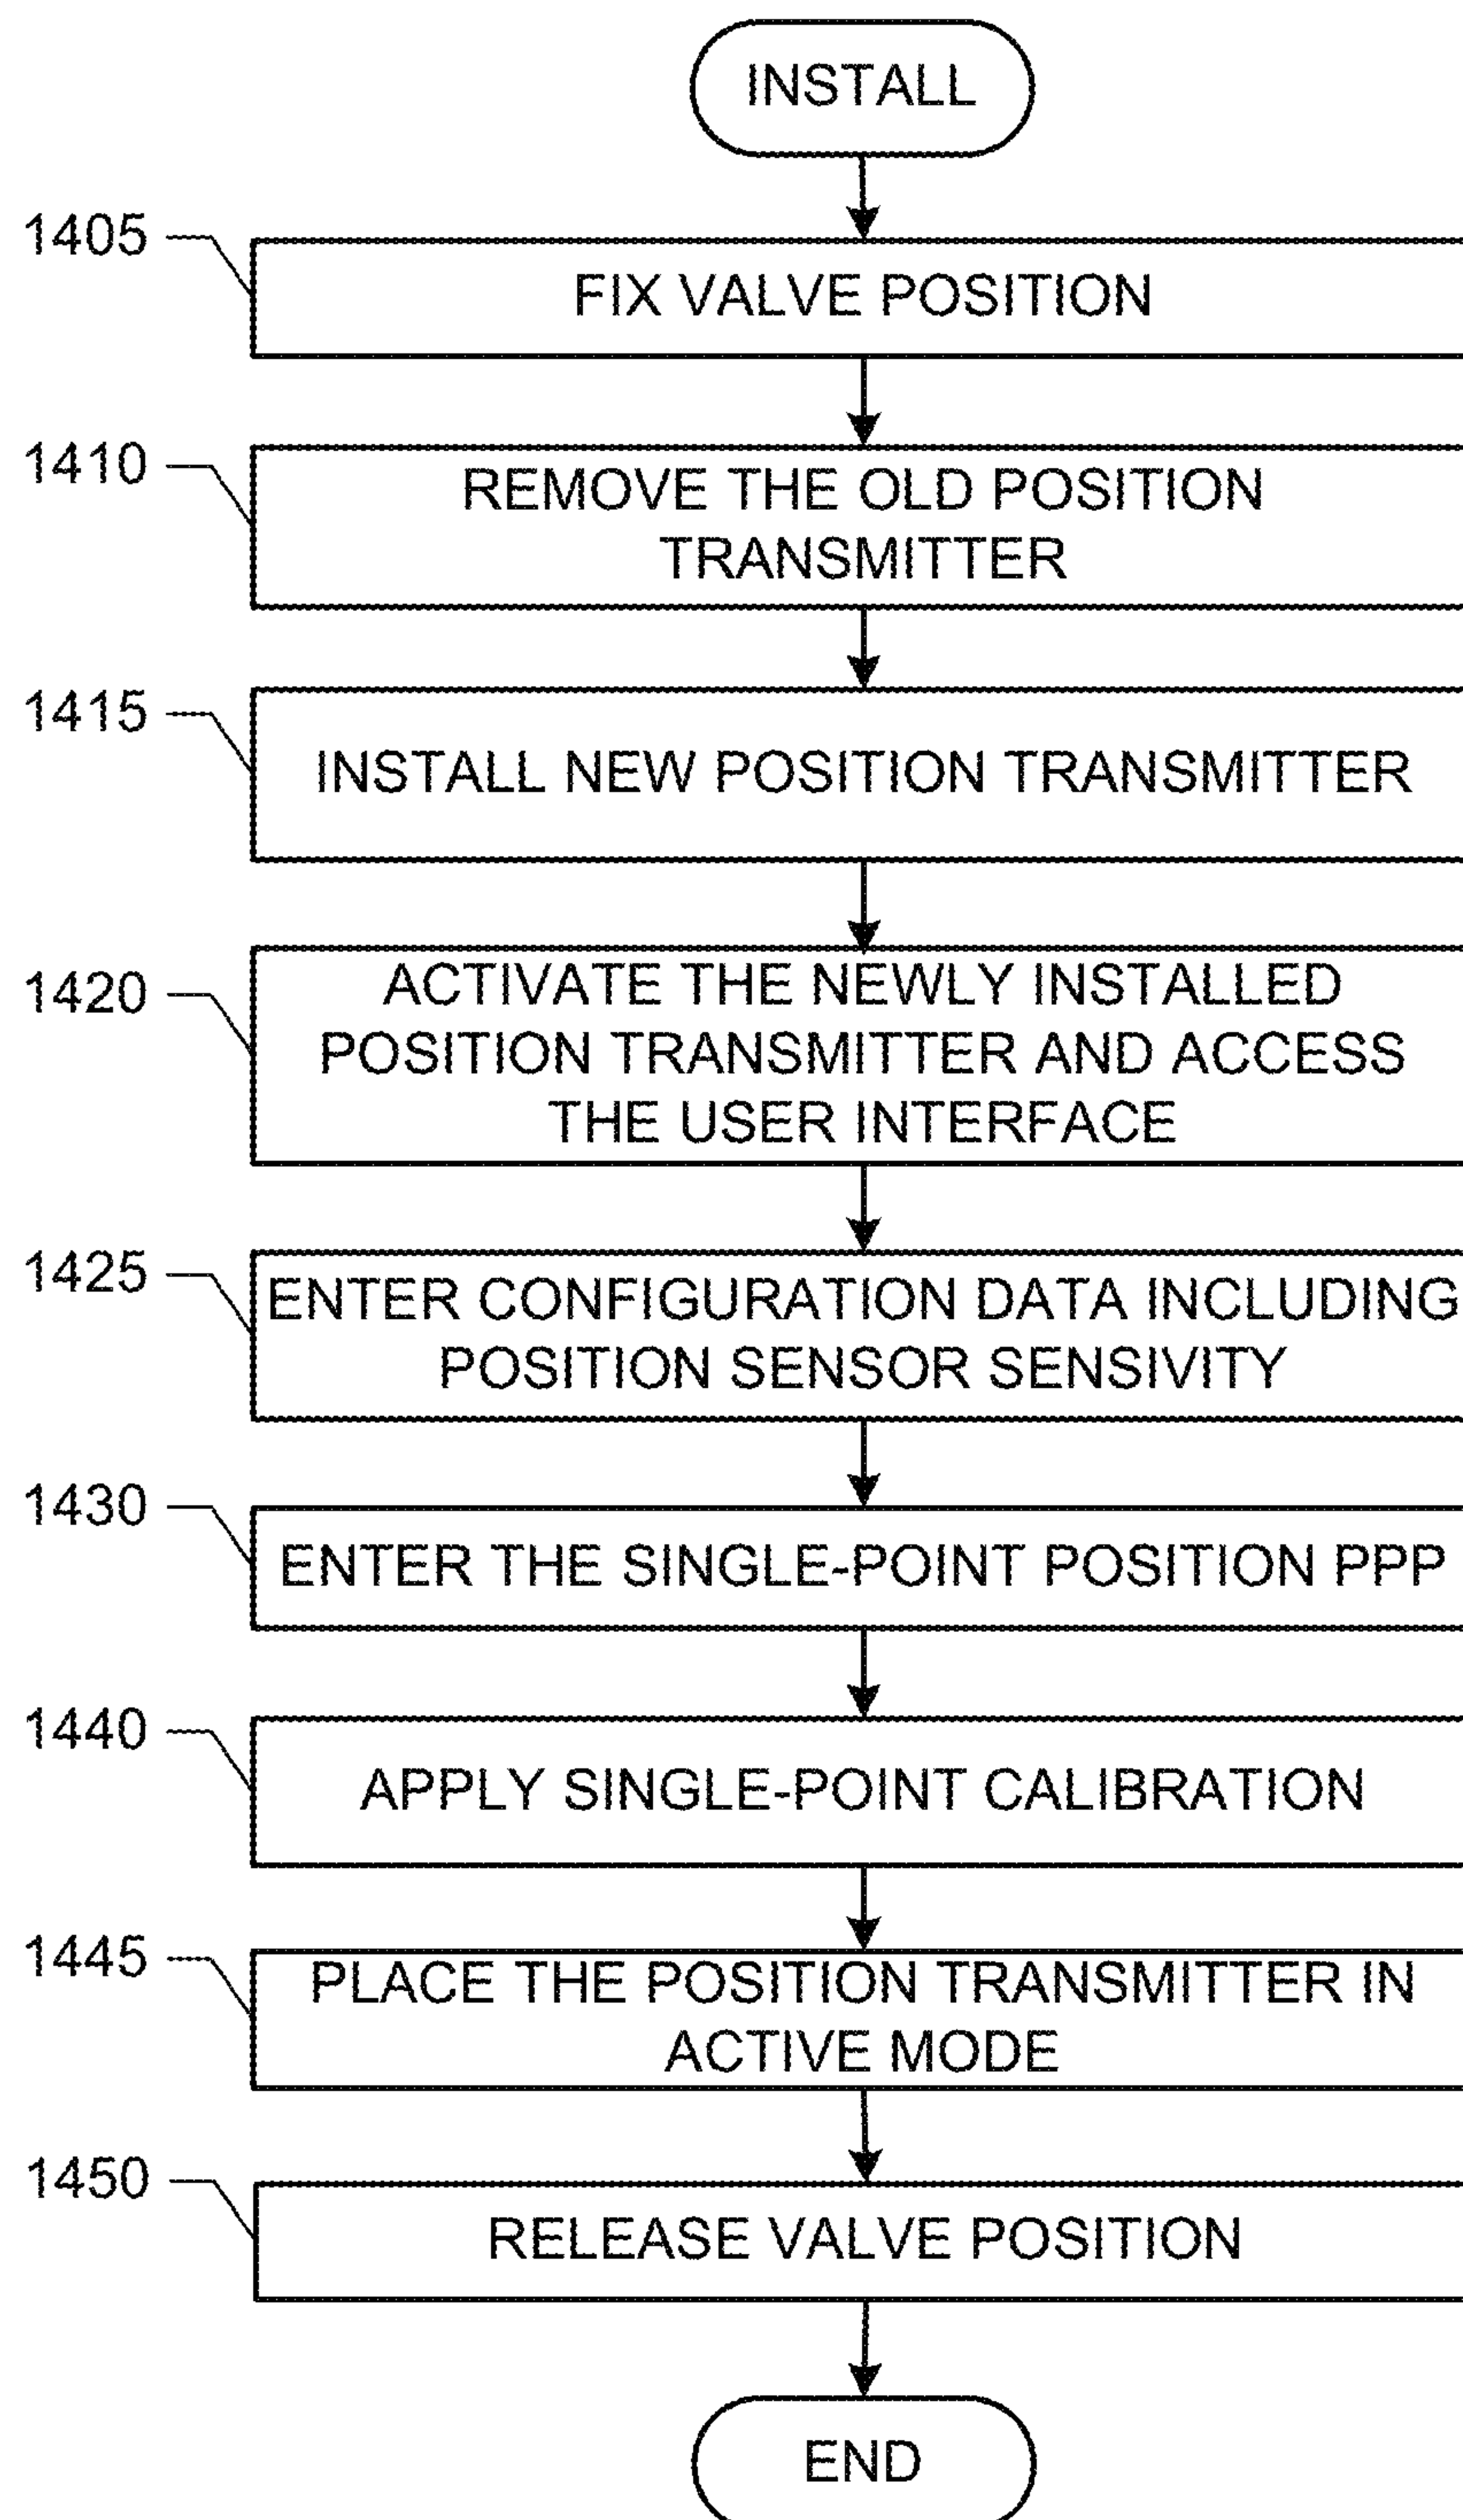 INSTALL
1405
FIX VALVE POSITION
1410
REMOVE THE OLD POSITION
TRANSMITTER
1415
INSTALL NEW POSITION TRANSMITTER
1420
ACTIVATE THE NEWLY INSTALLED
POSITION TRANSMITTER AND ACCESS
THE USER INTERFACE
1425
ENTER CONFIGURATION DATA INCLUDING
POSITION SENSOR SENSIVITY
1430
ENTER THE SINGLE-POINT POSITION PPP
1440
APPLY SINGLE-POINT CALIBRATION
1445
PLACE THE POSITION TRANSMITTER IN
ACTIVE MODE
1450
RELEASE VALVE POSITION
END